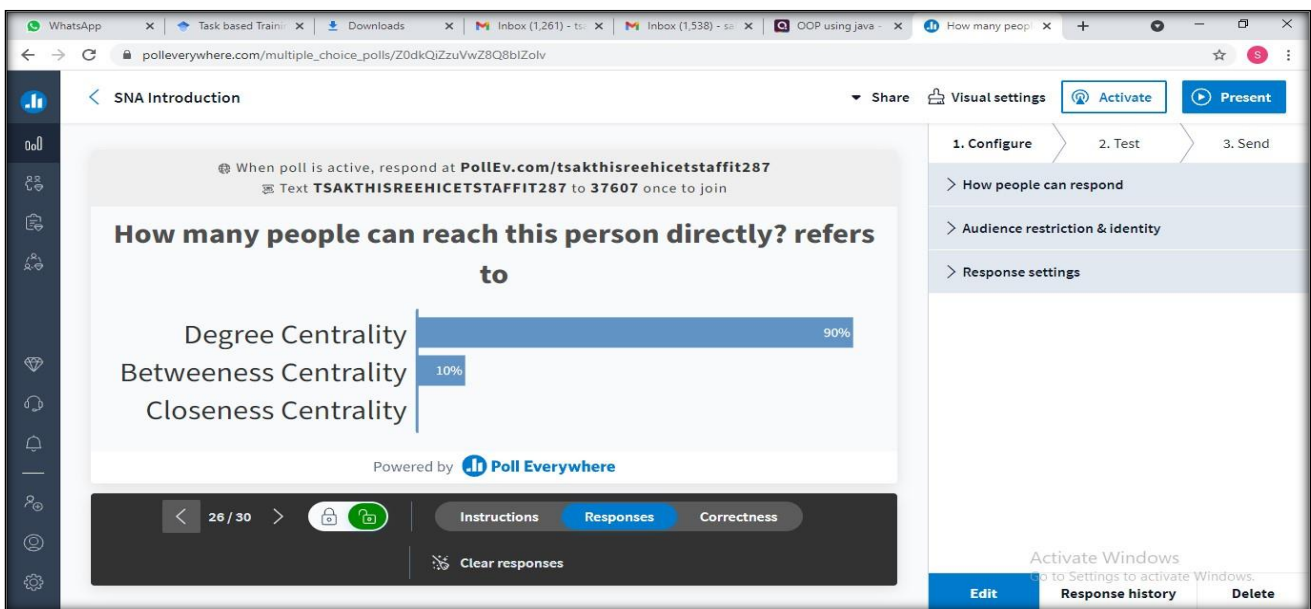 WhatsApp
Task based Trainin
Downloads
Inbox (1,261) - tsa
Inbox (1,538) - sa
OOP using java -
How many peopl
polleverywhere.com/multiple_choice_polls/Z0dkQiZzuVwZ8Q8bIZolv
S
SNA Introduction
Share
Visual settings
Activate
Present
1. Configure
2. Test
3. Send
When poll is active, respond at PollEv.com/tsakthisreehicetstaffit287
Text TSAKTHISREEHICETSTAFFIT287 to 37607 once to join
How many people can reach this person directly? refers
to
Degree Centrality
90%
Betweeness Centrality
10%
Closeness Centrality
Powered by Poll Everywhere
How people can respond
Audience restriction & identity
Response settings
26 / 30
Instructions
Responses
Correctness
Clear responses
Activate Windows
Go to Settings to activate Windows.
Edit
Response history
Delete